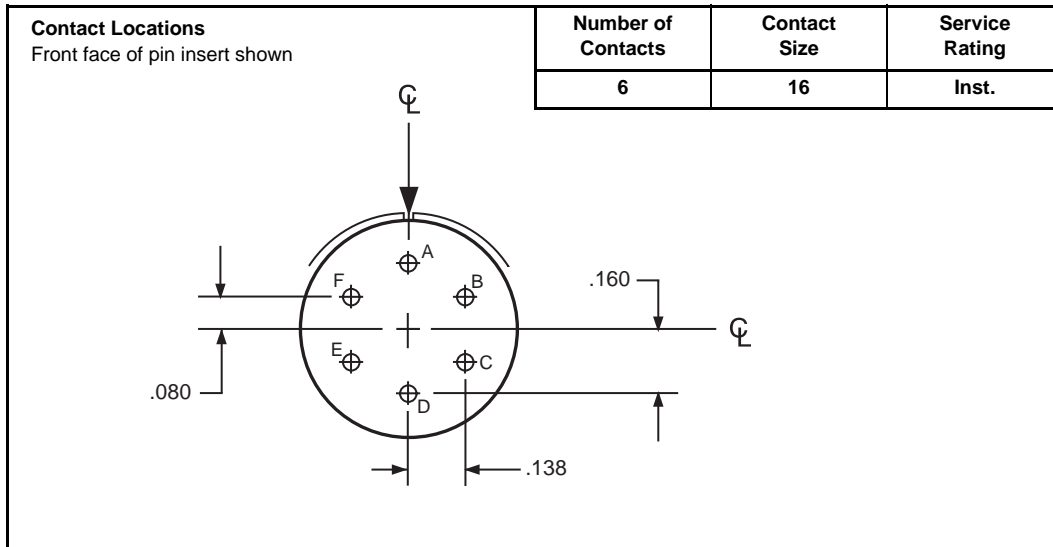 Contact Locations
Front face of pin insert shown
Number of
Contacts
Contact
Size
Service
Rating
6
16
Inst.
℄
A
F
B
.160
℄
E
C
.080
D
.138